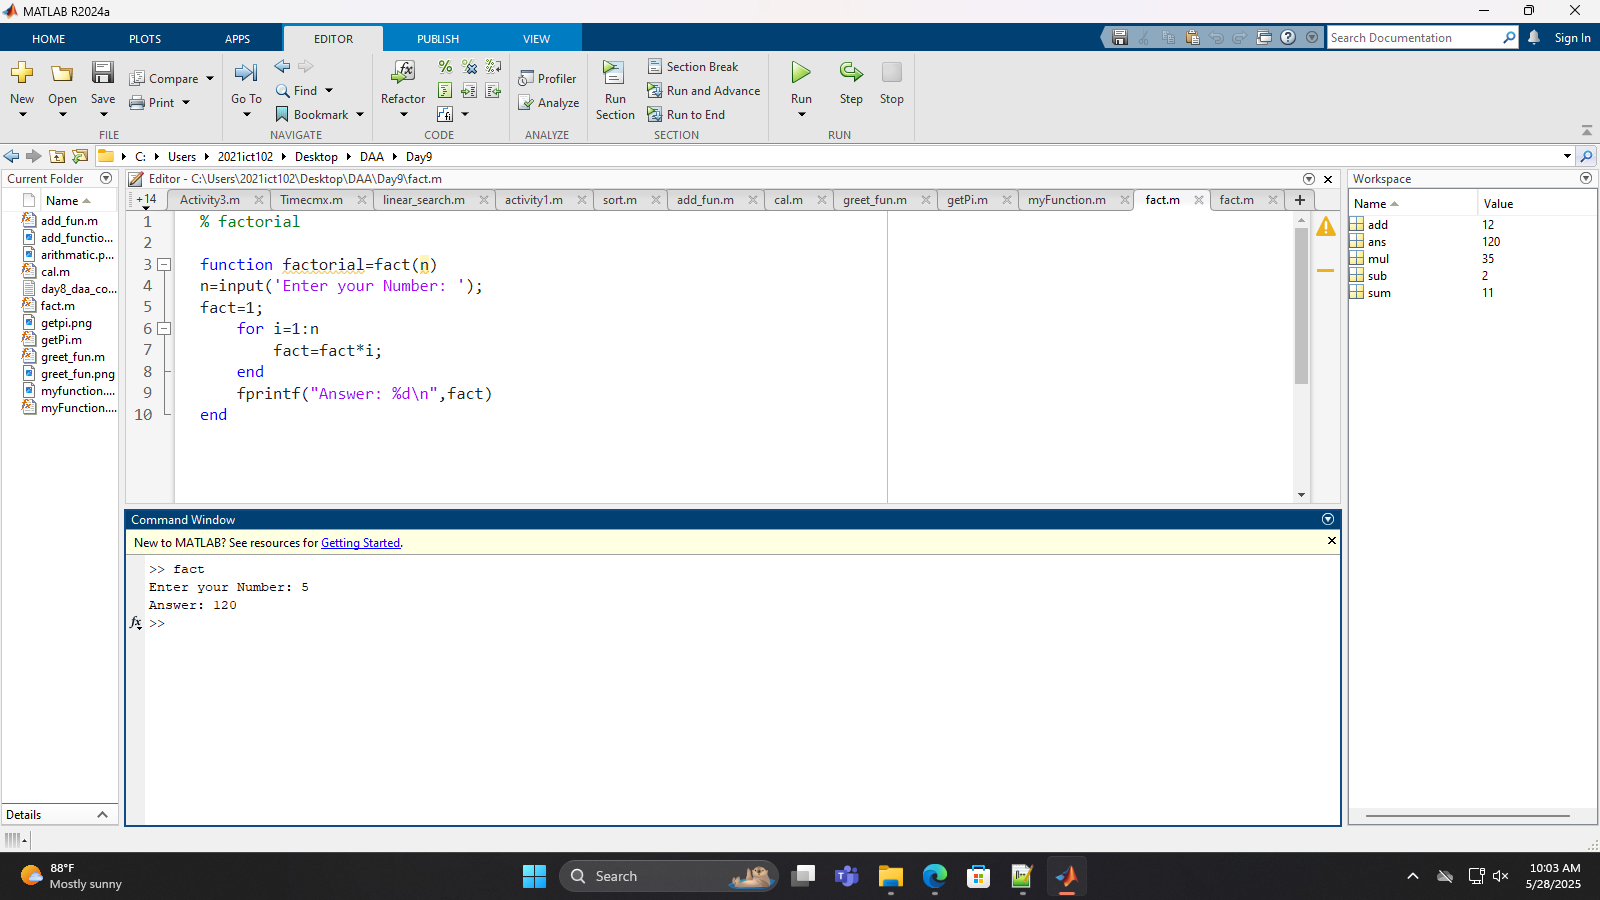 MATLAB R2024a
HOME PLOTS APPS EDITOR PUBLISH VIEW Search Documentation Sign In
New Open Save Compare Print Go To Find Bookmark Refactor Profiler Analyze Run Section Section Break Run and Advance Run to End Run Step Stop
FILE NAVIGATE CODE ANALYZE SECTION RUN
C: Users 2021ict102 Desktop DAA Day9
Current Folder
Name
add_fun.m
add_functio...
arithmatic.p...
cal.m
day8_daa_co...
fact.m
getpi.png
getPi.m
greet_fun.m
greet_fun.png
myfunction....
myFunction....
Details
Editor - C:\Users\2021ict102\Desktop\DAA\Day9\fact.m
+14 Activity3.m Timecmx.m linear_search.m activity1.m sort.m add_fun.m cal.m greet_fun.m getPi.m myFunction.m fact.m fact.m
1 % factorial
2
3 function factorial=fact(n)
4 n=input('Enter your Number: ');
5 fact=1;
6 for i=1:n
7 fact=fact*i;
8 end
9 fprintf("Answer: %d\n",fact)
10 end
Command Window
New to MATLAB? See resources for Getting Started.
>> fact
Enter your Number: 5
Answer: 120
fx >>
Workspace
Name Value
add 12
ans 120
mul 35
sub 2
sum 11
88°F
Mostly sunny
Search
10:03 AM
5/28/2025